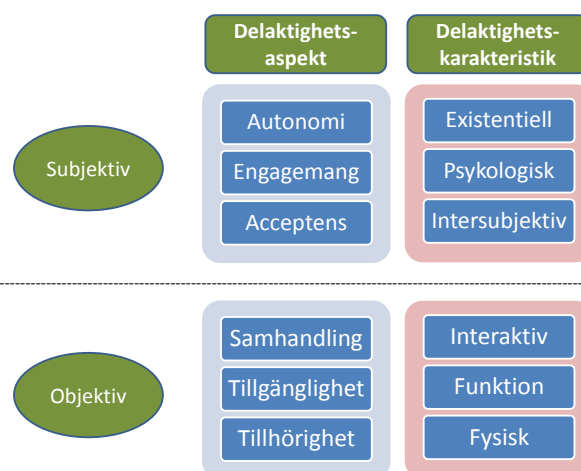 Delaktighets-
aspekt
Delaktighets-
karakteristik
Subjektiv
Autonomi
Engagemang
Acceptens
Existentiell
Psykologisk
Intersubjektiv
Objektiv
Samhandling
Tillgänglighet
Tillhörighet
Interaktiv
Funktion
Fysisk